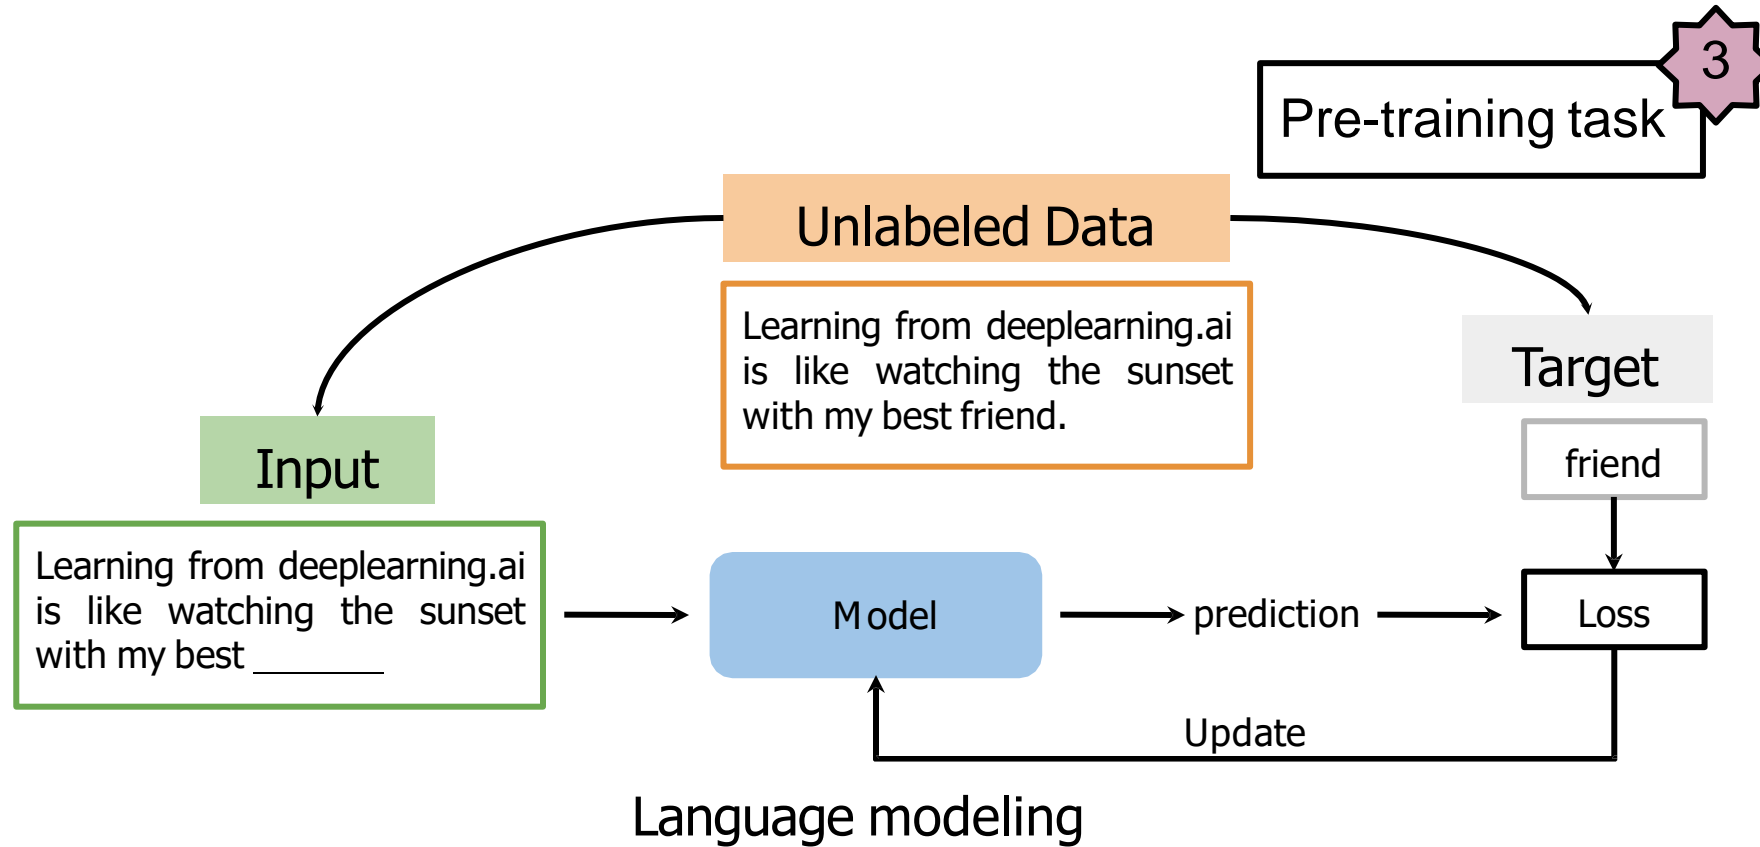 3
Pre-training task
Unlabeled Data
Learning from deeplearning.ai
is like watching the sunset
with my best friend.
Target
friend
Input
Learning from deeplearning.ai
is like watching the sunset
with my best _______
Model
prediction
Loss
Update
Language modeling